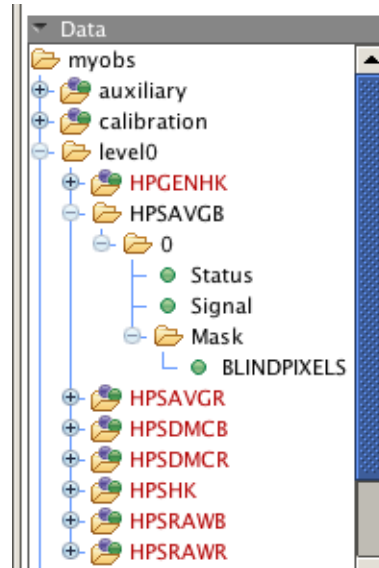 Data
myobs
auxiliary
calibration
level0
HPGENHK
HPSAVGB
0
Status
Signal
Mask
BLINDPIXELS
HPSAVGR
HPSDMCB
HPSDMCR
HPSHK
HPSRAWB
HPSRAWR